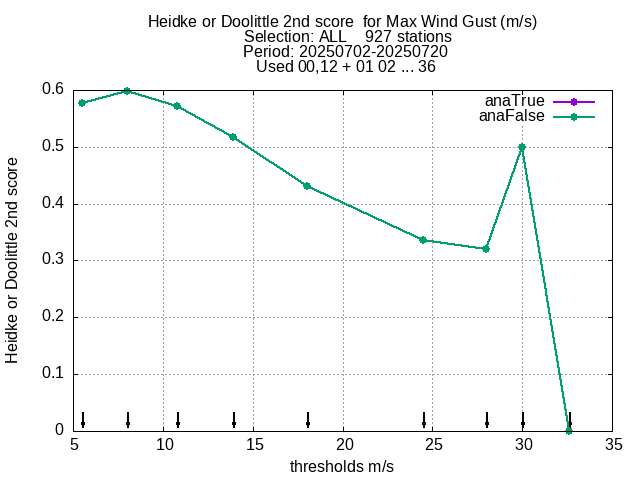 Heidke or Doolittle 2nd score  for Max Wind Gust (m/s)
Selection: ALL    927 stations
Period: 20250702-20250720
Used 00,12 + 01 02 ... 36
anaTrue
anaFalse
Heidke or Doolittle 2nd score
0.6
0.5
0.4
0.3
0.2
0.1
0
5 10 15 20 25 30 35
thresholds m/s